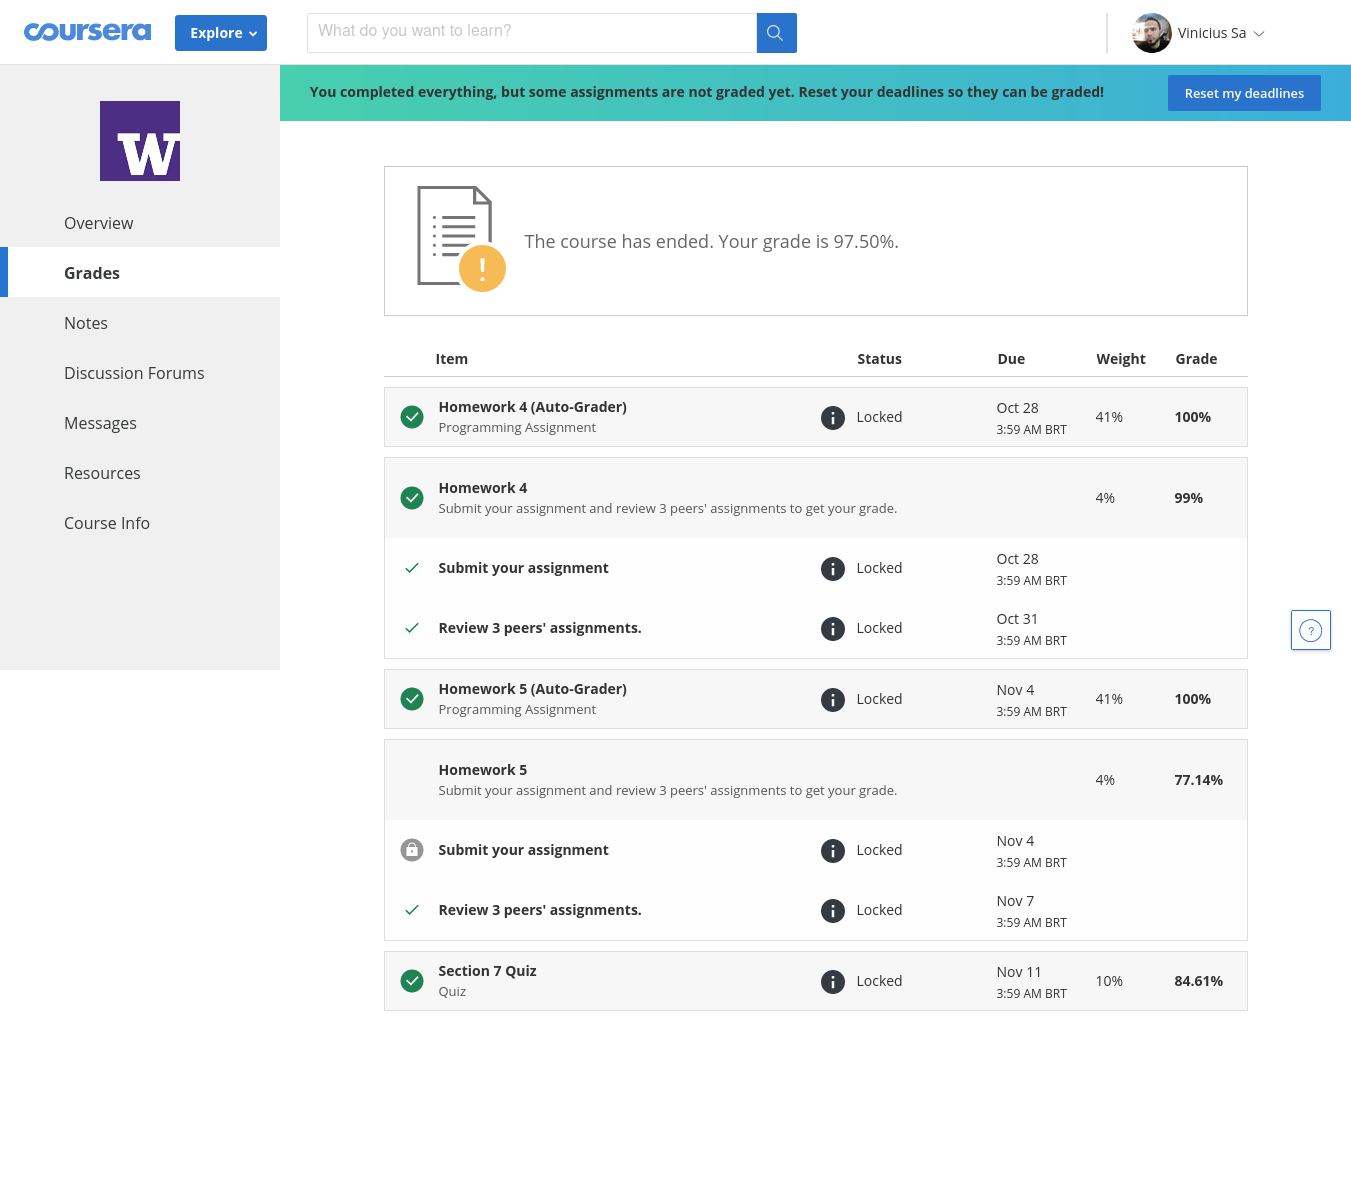 coursera
Explore
What do you want to learn?
Vinicius Sa
You completed everything, but some assignments are not graded yet. Reset your deadlines so they can be graded!
Reset my deadlines
W
Overview
Grades
Notes
Discussion Forums
Messages
Resources
Course Info
!
The course has ended. Your grade is 97.50%.
Item Status Due Weight Grade
Homework 4 (Auto-Grader)
Programming Assignment
i Locked
Oct 28
3:59 AM BRT
41% 100%
Homework 4
Submit your assignment and review 3 peers' assignments to get your grade.
4% 99%
Submit your assignment
i Locked
Oct 28
3:59 AM BRT
Review 3 peers' assignments.
i Locked
Oct 31
3:59 AM BRT
?
Homework 5 (Auto-Grader)
Programming Assignment
i Locked
Nov 4
3:59 AM BRT
41% 100%
Homework 5
Submit your assignment and review 3 peers' assignments to get your grade.
4% 77.14%
Submit your assignment
i Locked
Nov 4
3:59 AM BRT
Review 3 peers' assignments.
i Locked
Nov 7
3:59 AM BRT
Section 7 Quiz
Quiz
i Locked
Nov 11
3:59 AM BRT
10% 84.61%